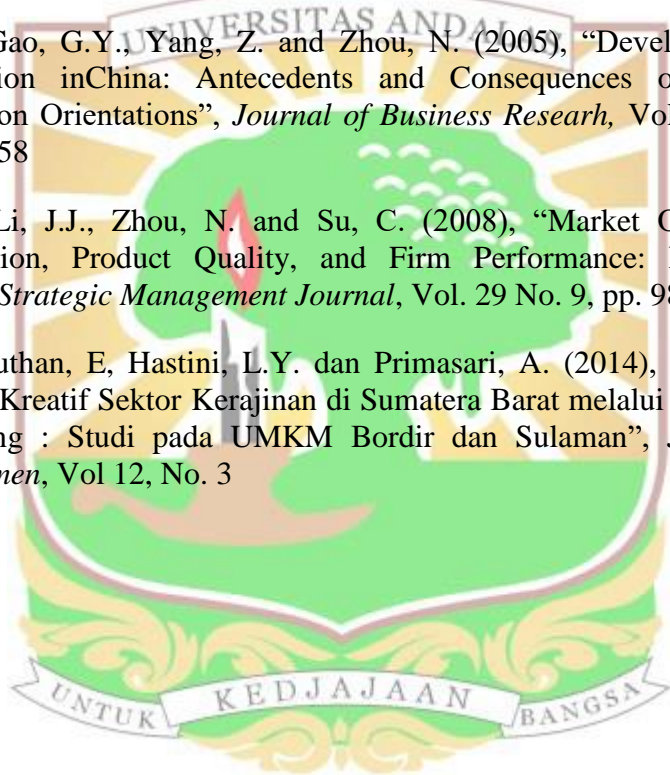 UNIVERSITAS ANDALAS
Gao, G.Y., Yang, Z. and Zhou, N. (2005), “Devel
ion inChina: Antecedents and Consequences o
on Orientations”, Journal of Business Researh, Vol
58
Li, J.J., Zhou, N. and Su, C. (2008), “Market O
ion, Product Quality, and Firm Performance:
Strategic Management Journal, Vol. 29 No. 9, pp. 98
uthan, E, Hastini, L.Y. dan Primasari, A. (2014),
Kreatif Sektor Kerajinan di Sumatera Barat melalui
ng : Studi pada UMKM Bordir dan Sulaman”, J
nen, Vol 12, No. 3
UNTUK KEDJAJAAN BANGSA